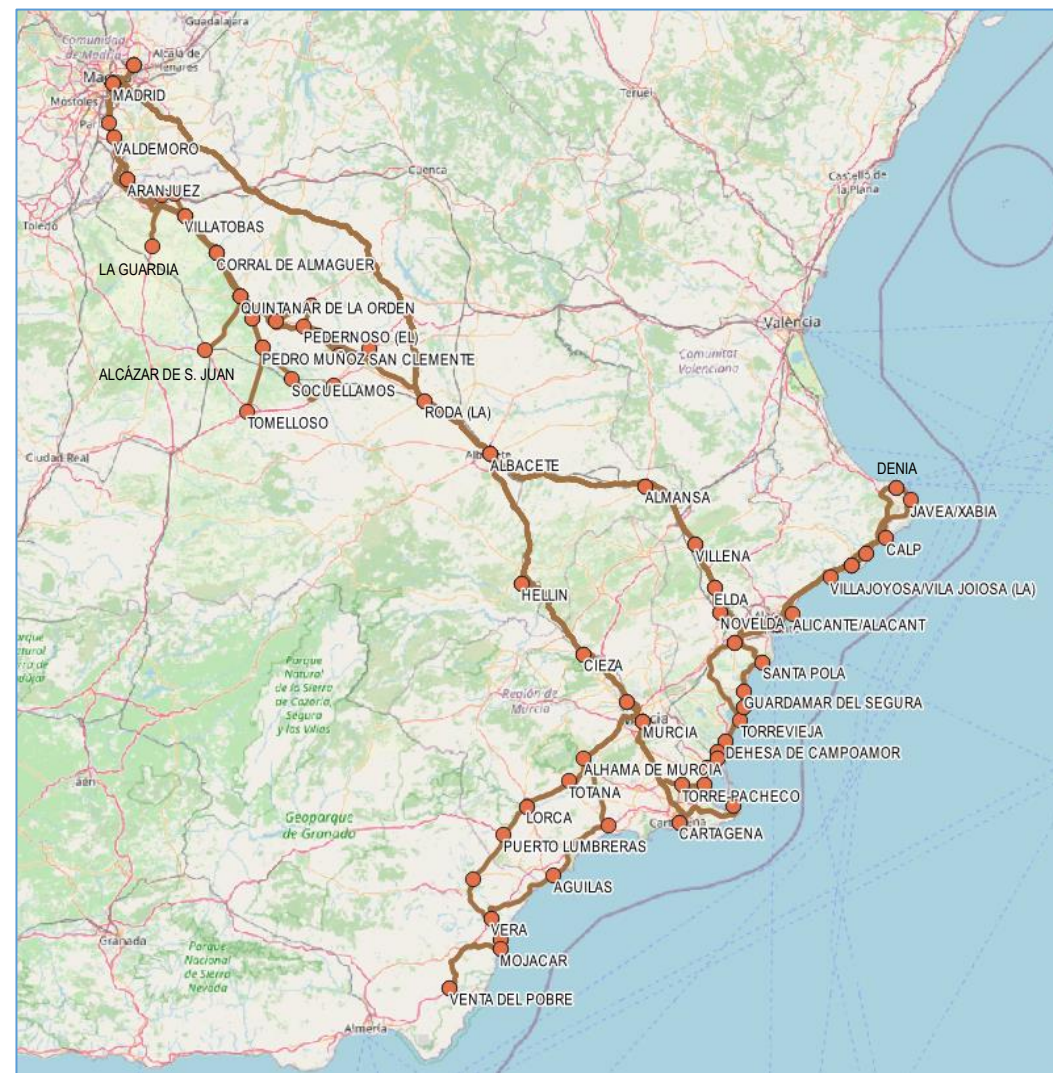 Guadalajara
Comunidad
de Madrid
Alcalá de
Henares
MADRID
Móstoles
Teruel
VALDEMORO
ARANJUEZ
Cuenca
Castelló de
la Plana
Toledo
VILLATOBAS
LA GUARDIA
CORRAL DE ALMAGUER
QUINTANAR DE LA ORDEN
PEDERNOSO (EL)
València
PEDRO MUÑOZ
SAN CLEMENTE
Comunitat
Valenciana
ALCÁZAR DE S. JUAN
SOCUELLAMOS
RODA (LA)
TOMELLOSO
Ciudad Real
ALBACETE
DENIA
ALMANSA
JAVEA/XABIA
CALP
VILLENA
HELLIN
ELDA
VILLAJOYOSA/VILA JOIOSA (LA)
NOVELDA
ALICANTE/ALACANT
CIEZA
SANTA POLA
Parque
Natural
de la Sierra
de Cazorla,
Segura
y las Villas
Región de
Murcia
GUARDAMAR DEL SEGURA
MURCIA
TORREVIEJA
DEHESA DE CAMPOAMOR
ALHAMA DE MURCIA
TOTANA
TORRE-PACHECO
LORCA
CARTAGENA
Geoparque
de Granada
PUERTO LUMBRERAS
AGUILAS
VERA
Granada
Parque
Nacional
de Sierra
Nevada
MOJACAR
VENTA DEL POBRE
Almería